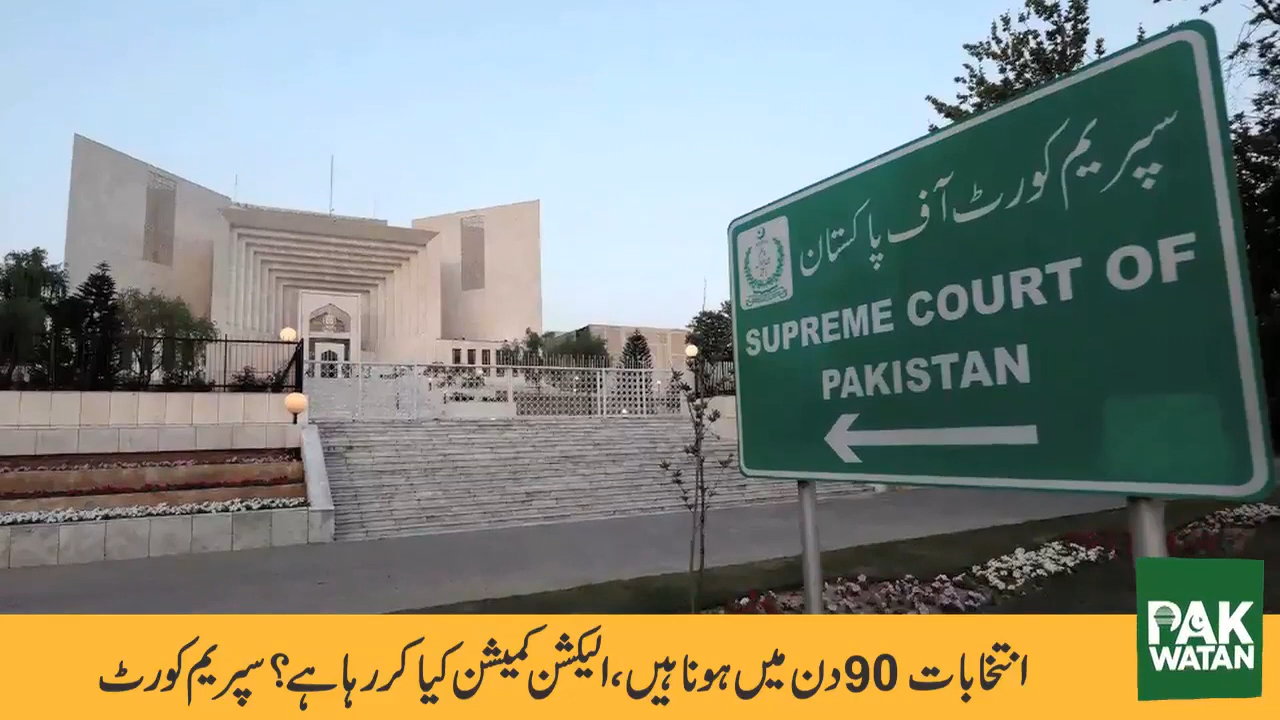 سپریم کورٹ آف پاکستان
SUPREME COURT OF
PAKISTAN
انتخابات 90 دن میں ہونا ہیں، الیکشن کمیشن کیا کر رہا ہے؟ سپریم کورٹ
PAK
WATAN